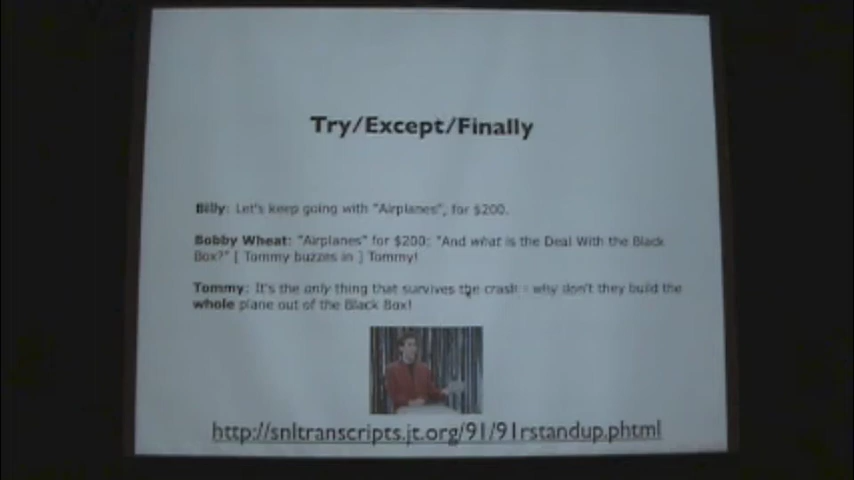 Try/Except/Finally
Billy: Let's keep going with "Airplanes", for $200.
Bobby Wheat: "Airplanes" for $200: "And what is the Deal With the Black
Box?" [ Tommy buzzes in ] Tommy!
Tommy: It's the only thing that survives the crash - why don't they build the
whole plane out of the Black Box!
http://snltranscripts.jt.org/91/91rstandup.phtml